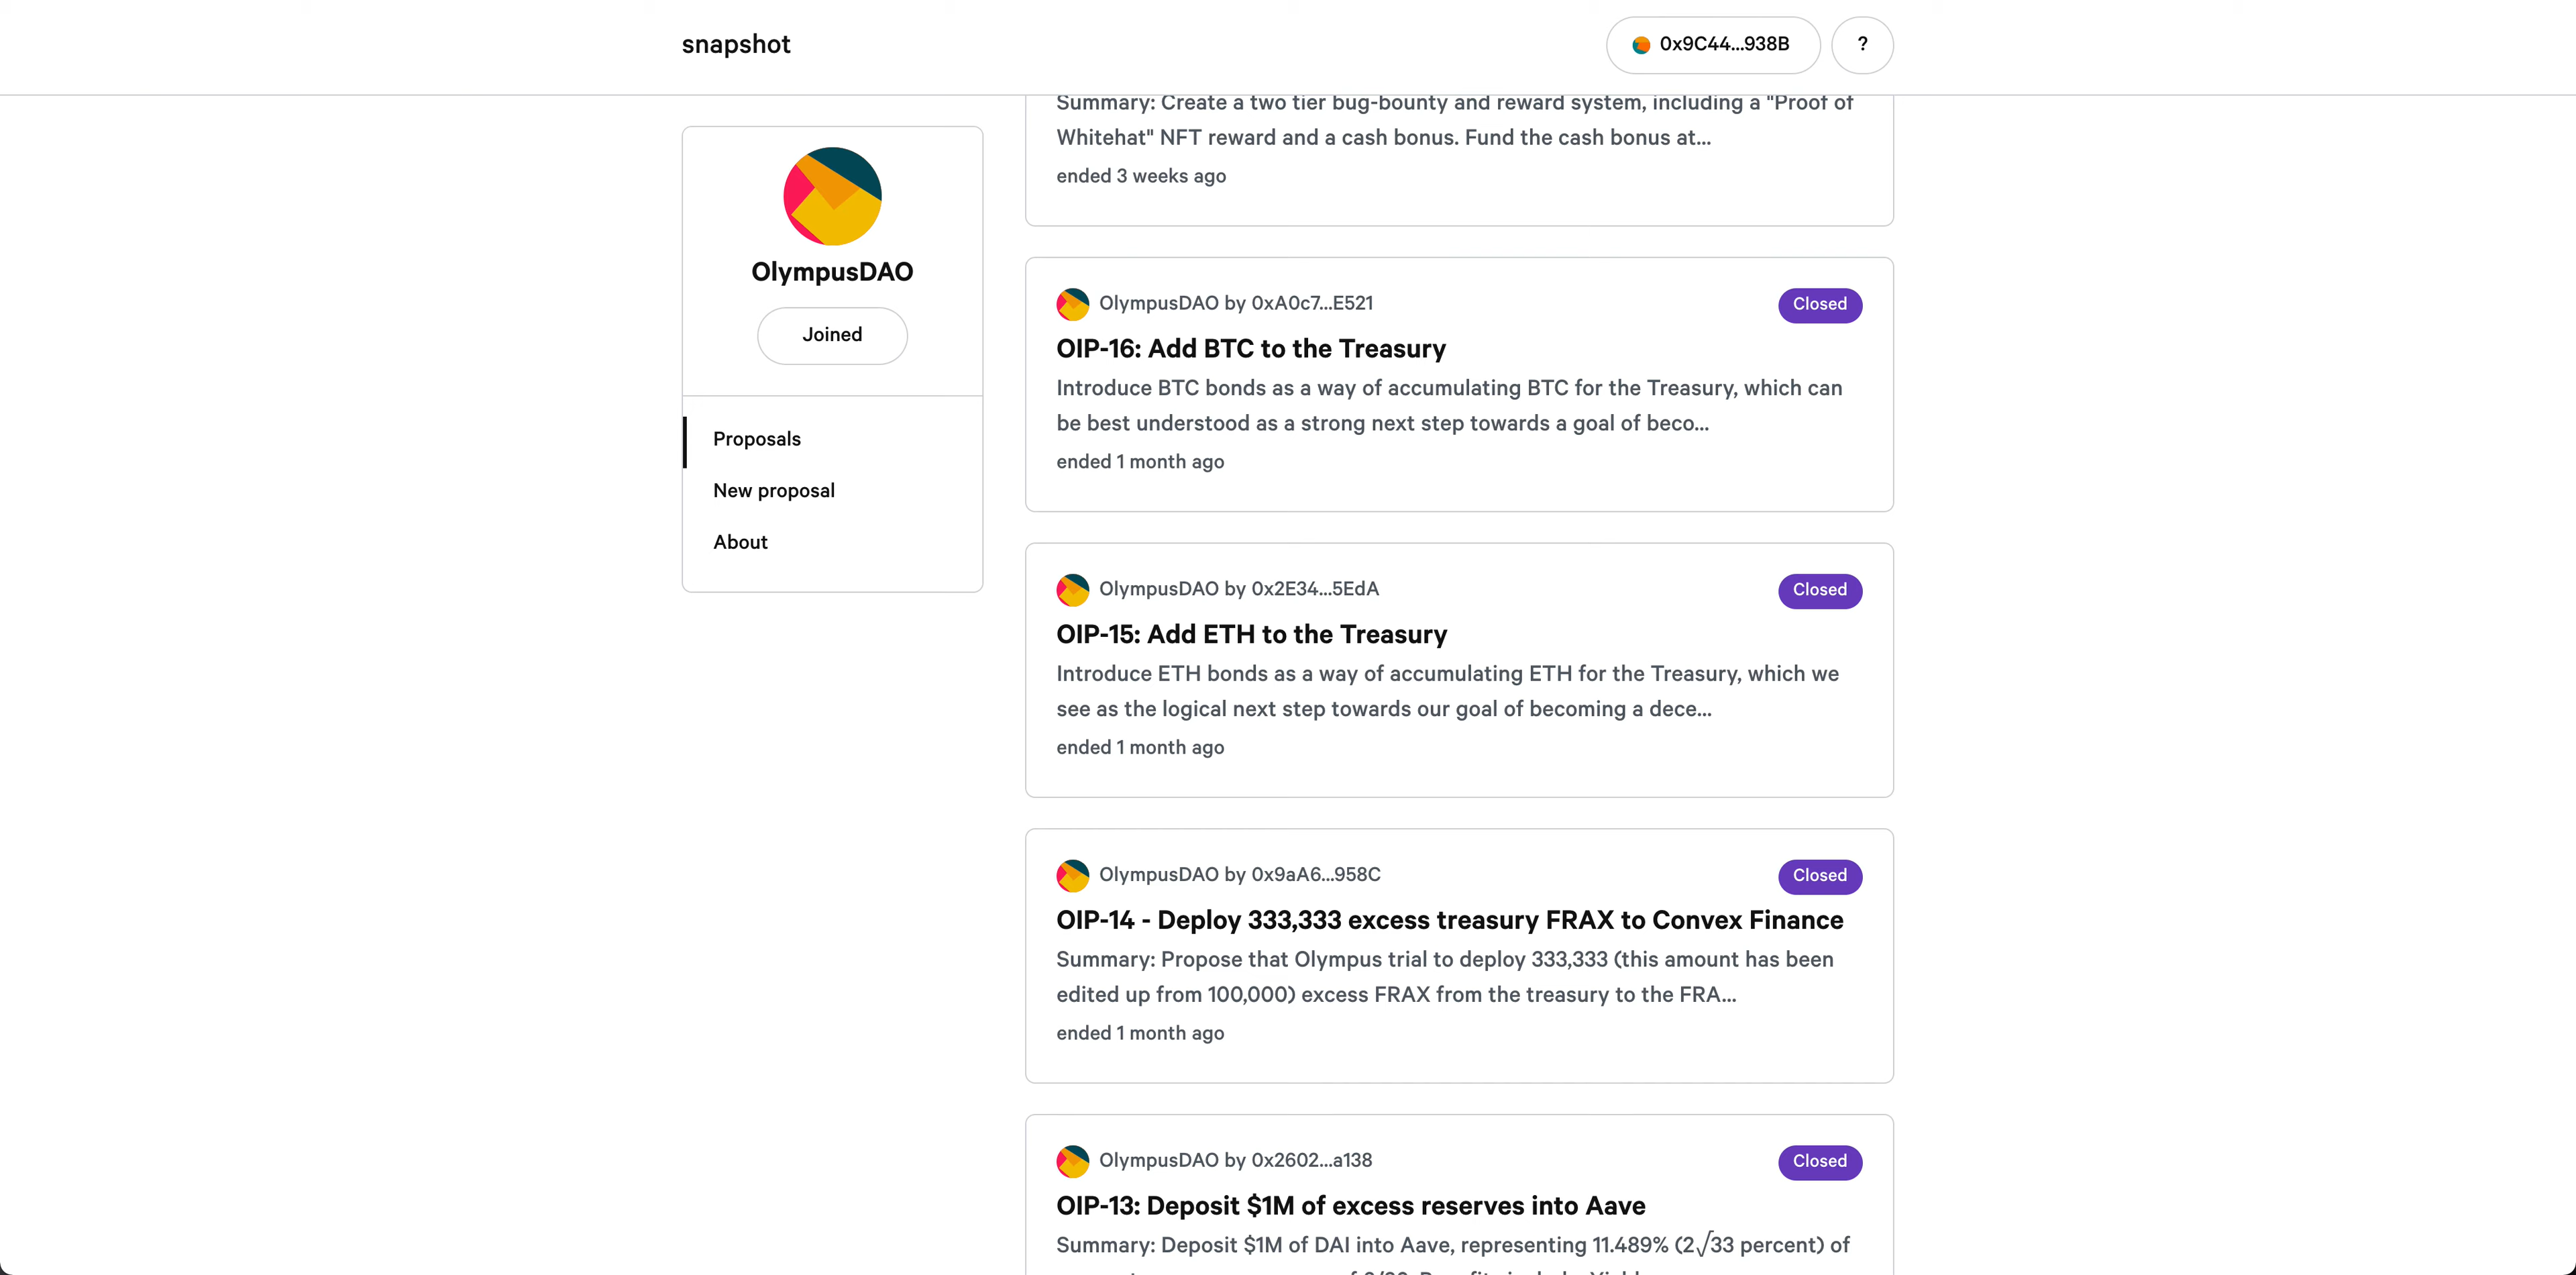 snapshot
0x9C44...938B
?
OlympusDAO
Joined
Proposals
New proposal
About
Summary: Create a two tier bug-bounty and reward system, including a "Proof of
Whitehat" NFT reward and a cash bonus. Fund the cash bonus at...
ended 3 weeks ago
OlympusDAO by 0xA0c7...E521
Closed
OIP-16: Add BTC to the Treasury
Introduce BTC bonds as a way of accumulating BTC for the Treasury, which can
be best understood as a strong next step towards a goal of beco...
ended 1 month ago
OlympusDAO by 0x2E34...5EdA
Closed
OIP-15: Add ETH to the Treasury
Introduce ETH bonds as a way of accumulating ETH for the Treasury, which we
see as the logical next step towards our goal of becoming a dece...
ended 1 month ago
OlympusDAO by 0x9aA6...958C
Closed
OIP-14 - Deploy 333,333 excess treasury FRAX to Convex Finance
Summary: Propose that Olympus trial to deploy 333,333 (this amount has been
edited up from 100,000) excess FRAX from the treasury to the FRA...
ended 1 month ago
OlympusDAO by 0x2602...a138
Closed
OIP-13: Deposit $1M of excess reserves into Aave
Summary: Deposit $1M of DAI into Aave, representing 11.489% (2√33 percent) of